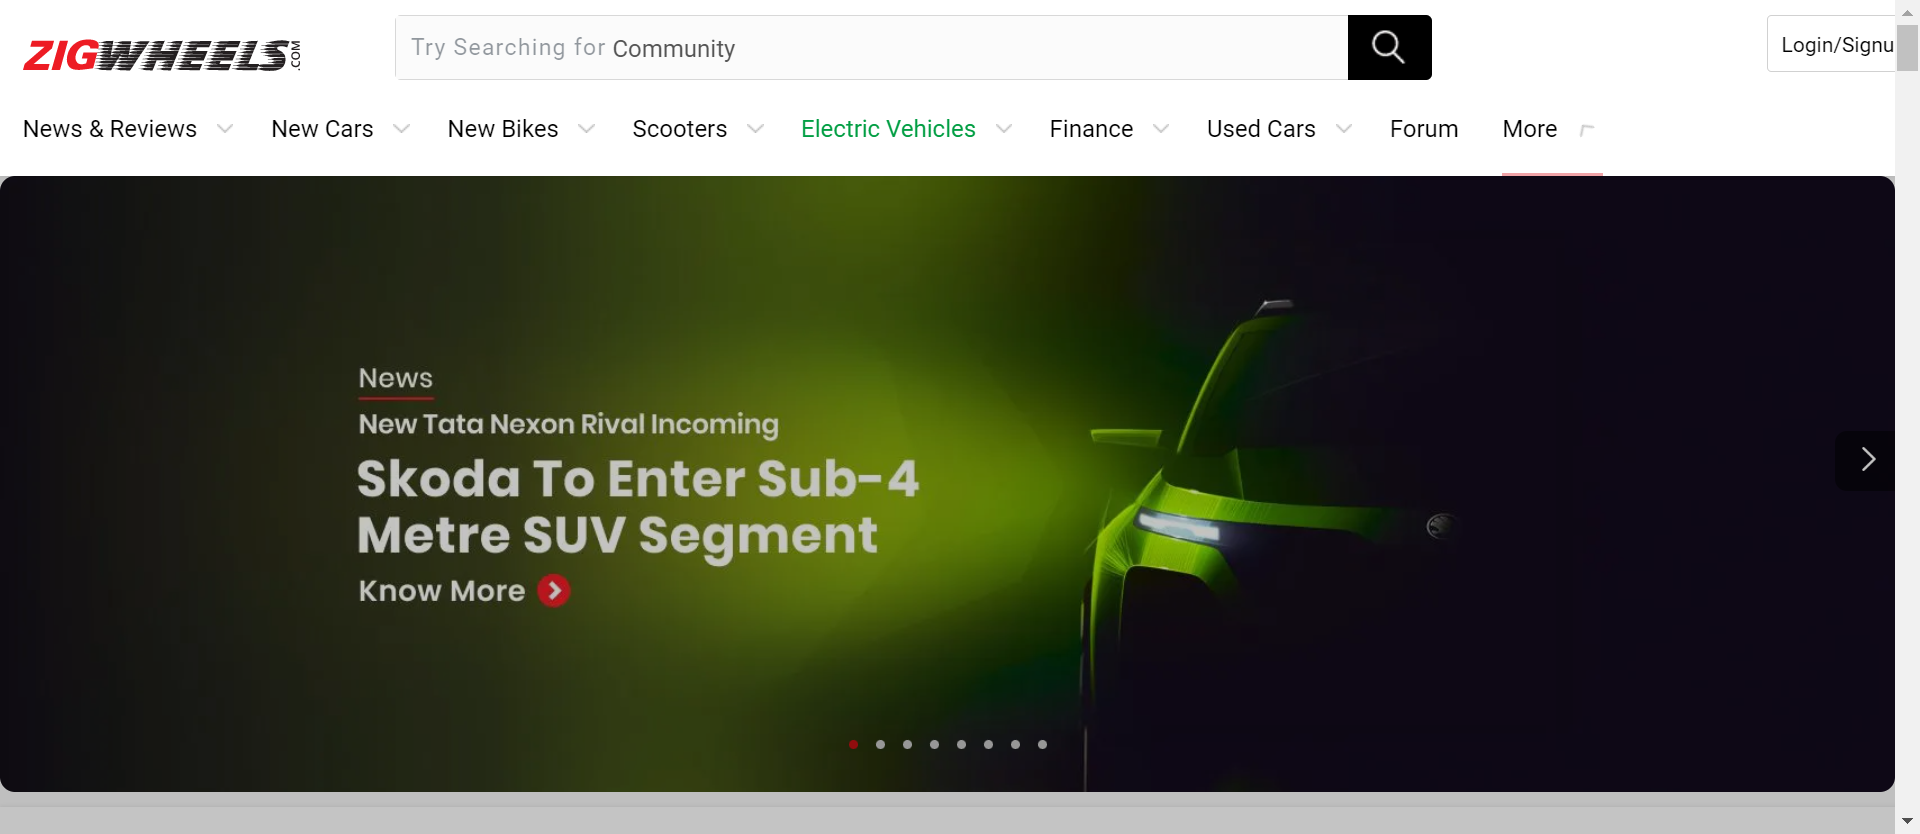 ZIGWHEELS.COM
Try Searching for Community
Login/Signu
News & Reviews New Cars New Bikes Scooters Electric Vehicles Finance Used Cars Forum More
News
New Tata Nexon Rival Incoming
Skoda To Enter Sub-4
Metre SUV Segment
Know More